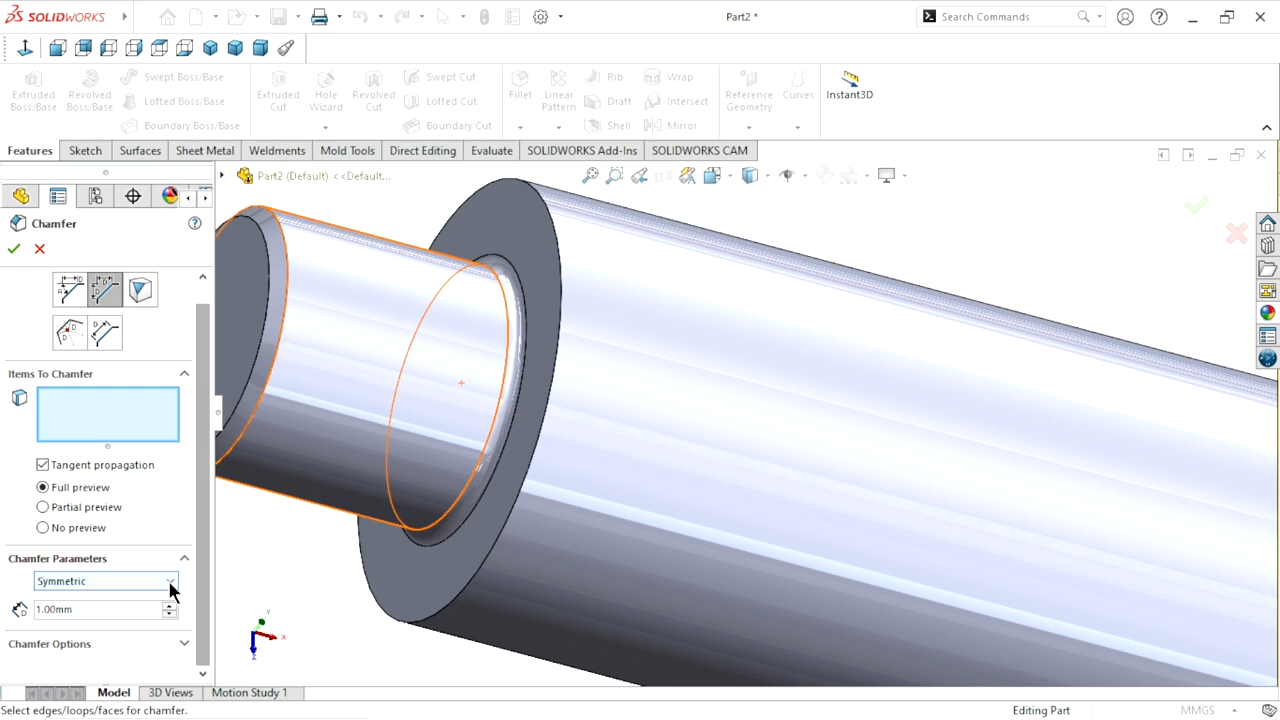 SOLIDWORKS
Part2 *
Search Commands
Extruded Boss/Base
Revolved Boss/Base
Swept Boss/Base
Lofted Boss/Base
Boundary Boss/Base
Extruded Cut
Hole Wizard
Revolved Cut
Swept Cut
Lofted Cut
Boundary Cut
Fillet
Linear Pattern
Rib
Draft
Shell
Wrap
Intersect
Mirror
Reference Geometry
Curves
Instant3D
Features
Sketch
Surfaces
Sheet Metal
Weldments
Mold Tools
Direct Editing
Evaluate
SOLIDWORKS Add-Ins
SOLIDWORKS CAM
Part2 (Default) <<Default...
Chamfer
Items To Chamfer
Tangent propagation
Full preview
Partial preview
No preview
Chamfer Parameters
Symmetric
1.00mm
Chamfer Options
Y
X
Z
Model
3D Views
Motion Study 1
Select edges/loops/faces for chamfer.
Editing Part
MMGS